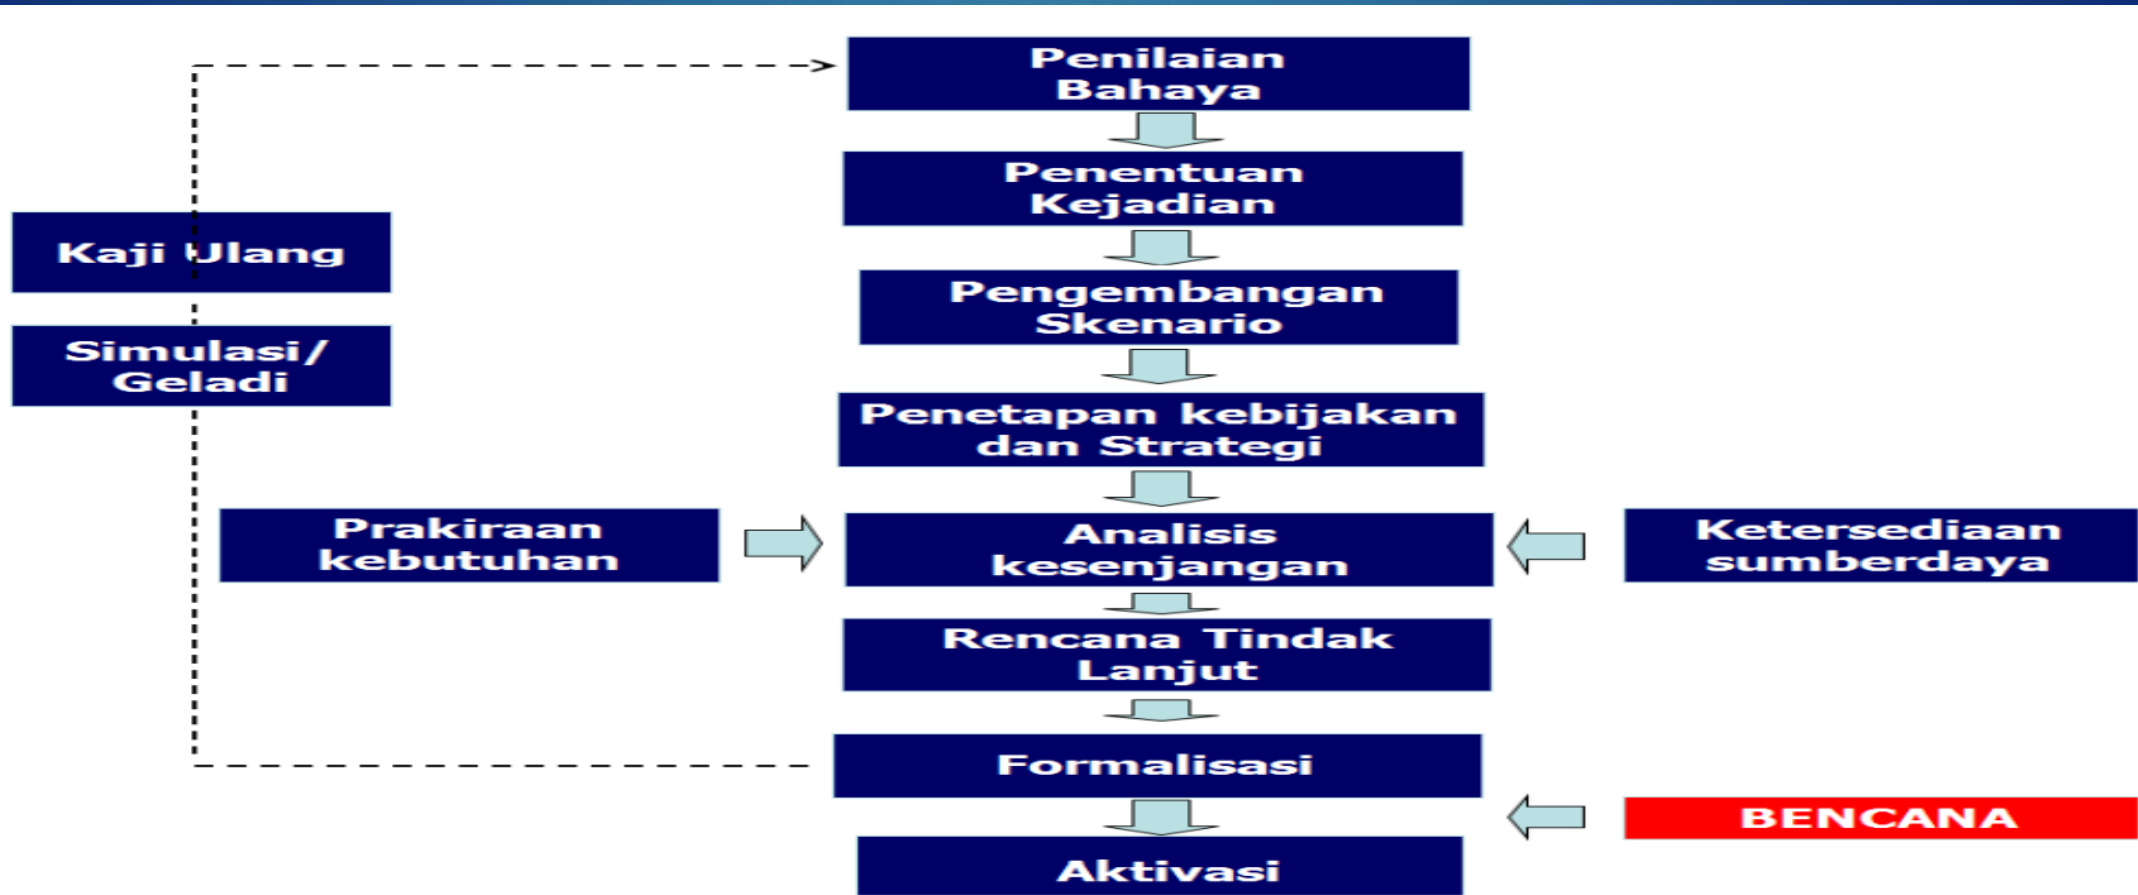 Penilaian
Bahaya
Penentuan
Kejadian
Kaji Ulang
Pengembangan
Skenario
Simulasi/
Geladi
Penetapan kebijakan
dan Strategi
Prakiraan
kebutuhan
Analisis
kesenjangan
Ketersediaan
sumberdaya
Rencana Tindak
Lanjut
Formalisasi
BENCANA
Aktivasi